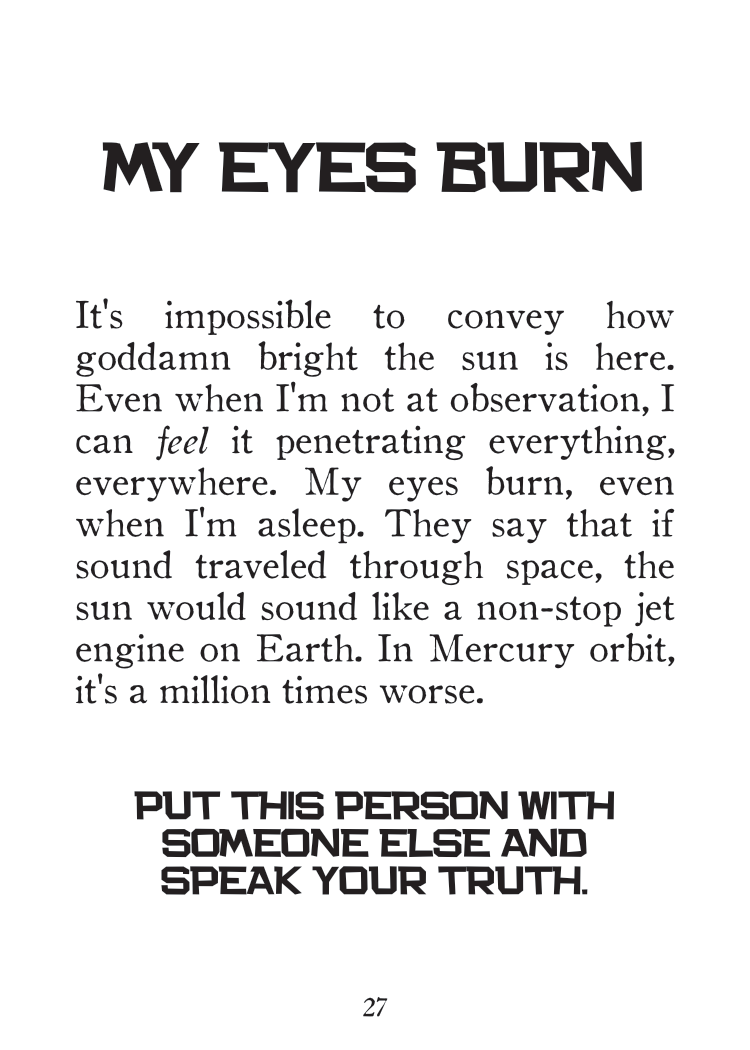 MY EYES BURN
It's impossible to convey how
goddamn bright the sun is here.
Even when I'm not at observation, I
can feel it penetrating everything,
everywhere. My eyes burn, even
when I'm asleep. They say that if
sound traveled through space, the
sun would sound like a non-stop jet
engine on Earth. In Mercury orbit,
it's a million times worse.
PUT THIS PERSON WITH
SOMEONE ELSE AND
SPEAK YOUR TRUTH.
27